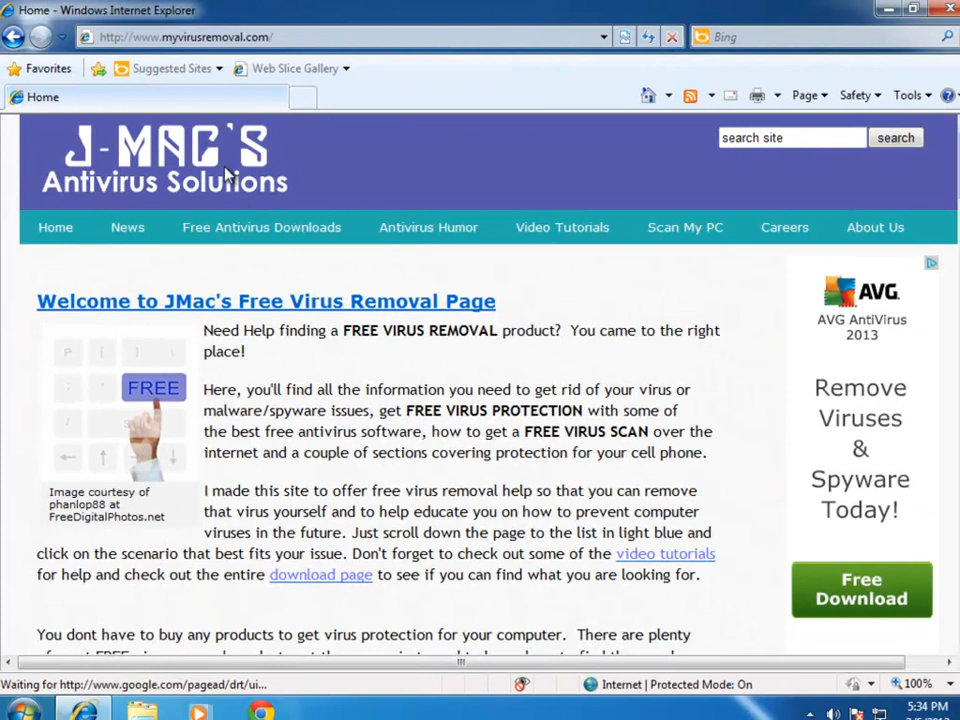 Home - Windows Internet Explorer
http://www.myvirusremoval.com/
Bing
Favorites
Suggested Sites
Web Slice Gallery
Home
Page
Safety
Tools
J-MAC'S
Antivirus Solutions
search site
search
Home
News
Free Antivirus Downloads
Antivirus Humor
Video Tutorials
Scan My PC
Careers
About Us
Welcome to JMac's Free Virus Removal Page
Need Help finding a FREE VIRUS REMOVAL product? You came to the right
place!
Here, you'll find all the information you need to get rid of your virus or
malware/spyware issues, get FREE VIRUS PROTECTION with some of
the best free antivirus software, how to get a FREE VIRUS SCAN over the
internet and a couple of sections covering protection for your cell phone.
FREE
Image courtesy of
phanlop88 at
FreeDigitalPhotos.net
I made this site to offer free virus removal help so that you can remove
that virus yourself and to help educate you on how to prevent computer
viruses in the future. Just scroll down the page to the list in light blue and
click on the scenario that best fits your issue. Don't forget to check out some of the video tutorials
for help and check out the entire download page to see if you can find what you are looking for.
You dont have to buy any products to get virus protection for your computer. There are plenty
AVG.
AVG AntiVirus
2013
Remove
Viruses
&
Spyware
Today!
Free
Download
Waiting for http://www.google.com/pagead/drt/ui...
Internet | Protected Mode: On
100%
5:34 PM